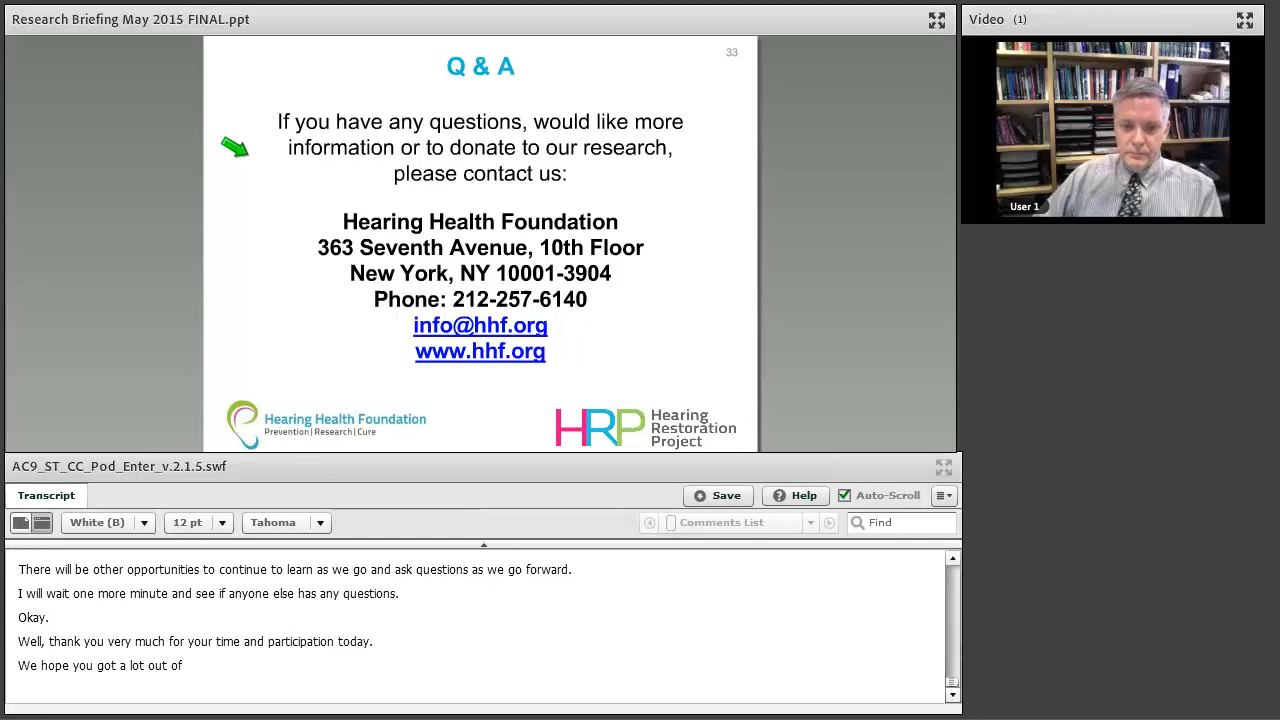 Research Briefing May 2015 FINAL.ppt
33
Q & A
If you have any questions, would like more
information or to donate to our research,
please contact us:
Hearing Health Foundation
363 Seventh Avenue, 10th Floor
New York, NY 10001-3904
Phone: 212-257-6140
info@hhf.org
www.hhf.org
Hearing Health Foundation
Prevention|Research|Cure
HRP Hearing
Restoration
Project
Video (1)
User 1
AC9_ST_CC_Pod_Enter_v.2.1.5.swf
Transcript
Save
Help
Auto-Scroll
White (B)
12 pt
Tahoma
Comments List
Find
There will be other opportunities to continue to learn as we go and ask questions as we go forward.
I will wait one more minute and see if anyone else has any questions.
Okay.
Well, thank you very much for your time and participation today.
We hope you got a lot out of